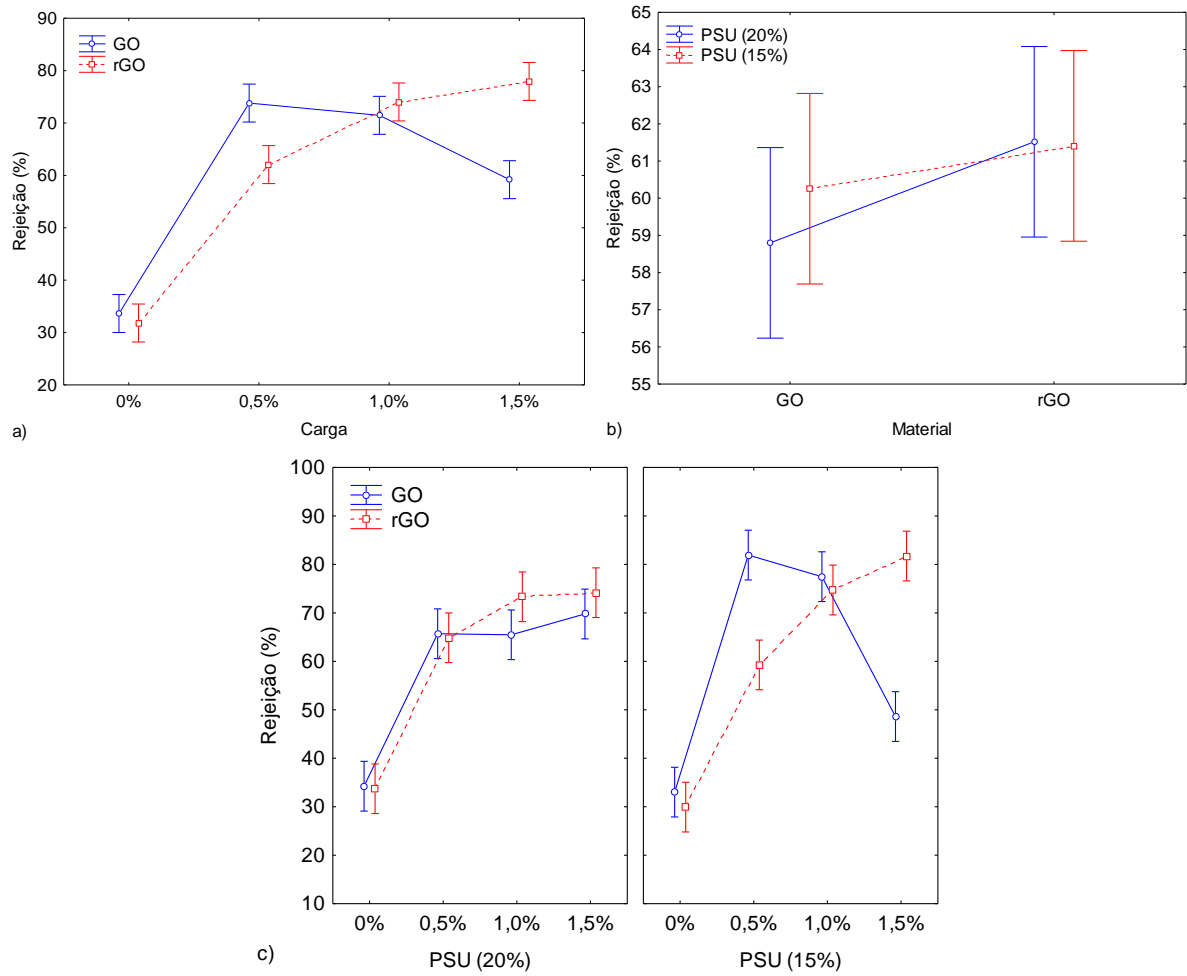 90
80
70
60
50
40
30
20
Rejeição (%)
GO
rGO
0%
0,5%
1,0%
1,5%
a)
Carga
65
64
63
62
61
60
59
58
57
56
55
Rejeição (%)
PSU (20%)
PSU (15%)
GO
rGO
b)
Material
100
90
80
70
60
50
40
30
20
10
Rejeição (%)
GO
rGO
0% 0,5% 1,0% 1,5%
0% 0,5% 1,0% 1,5%
c)
PSU (20%)
PSU (15%)